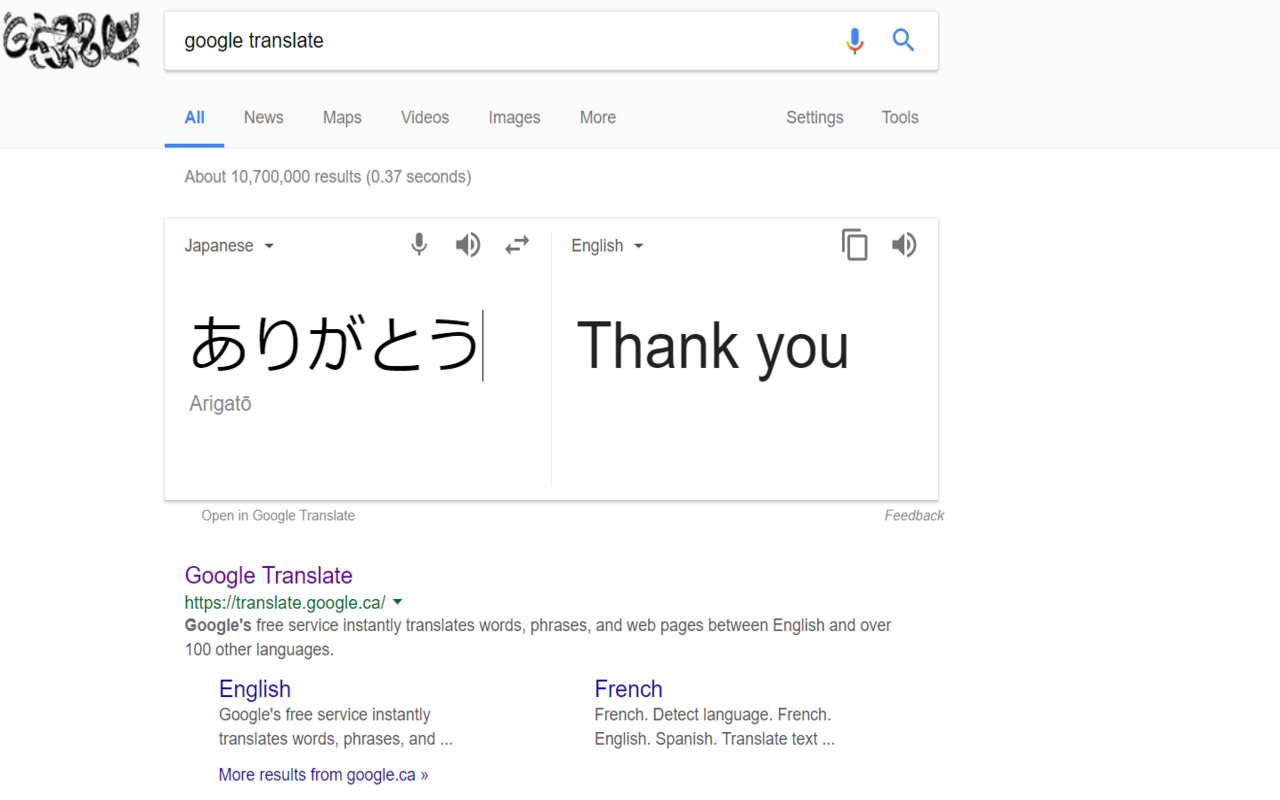 google translate
All News Maps Videos Images More Settings Tools
About 10,700,000 results (0.37 seconds)
Japanese
ありがとう
Arigatō
English
Thank you
Open in Google Translate
Feedback
Google Translate
https://translate.google.ca/
Google's free service instantly translates words, phrases, and web pages between English and over
100 other languages.
English
Google's free service instantly
translates words, phrases, and ...
French
French. Detect language. French.
English. Spanish. Translate text ...
More results from google.ca »